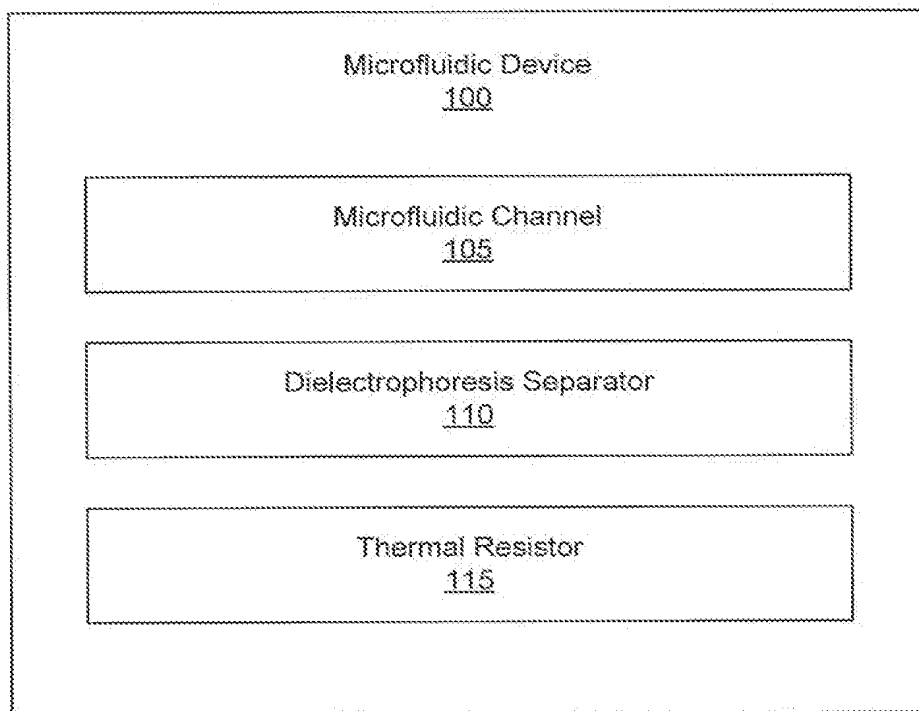 Microfluidic Device
100
Microfluidic Channel
105
Dielectrophoresis Separator
110
Thermal Resistor
115